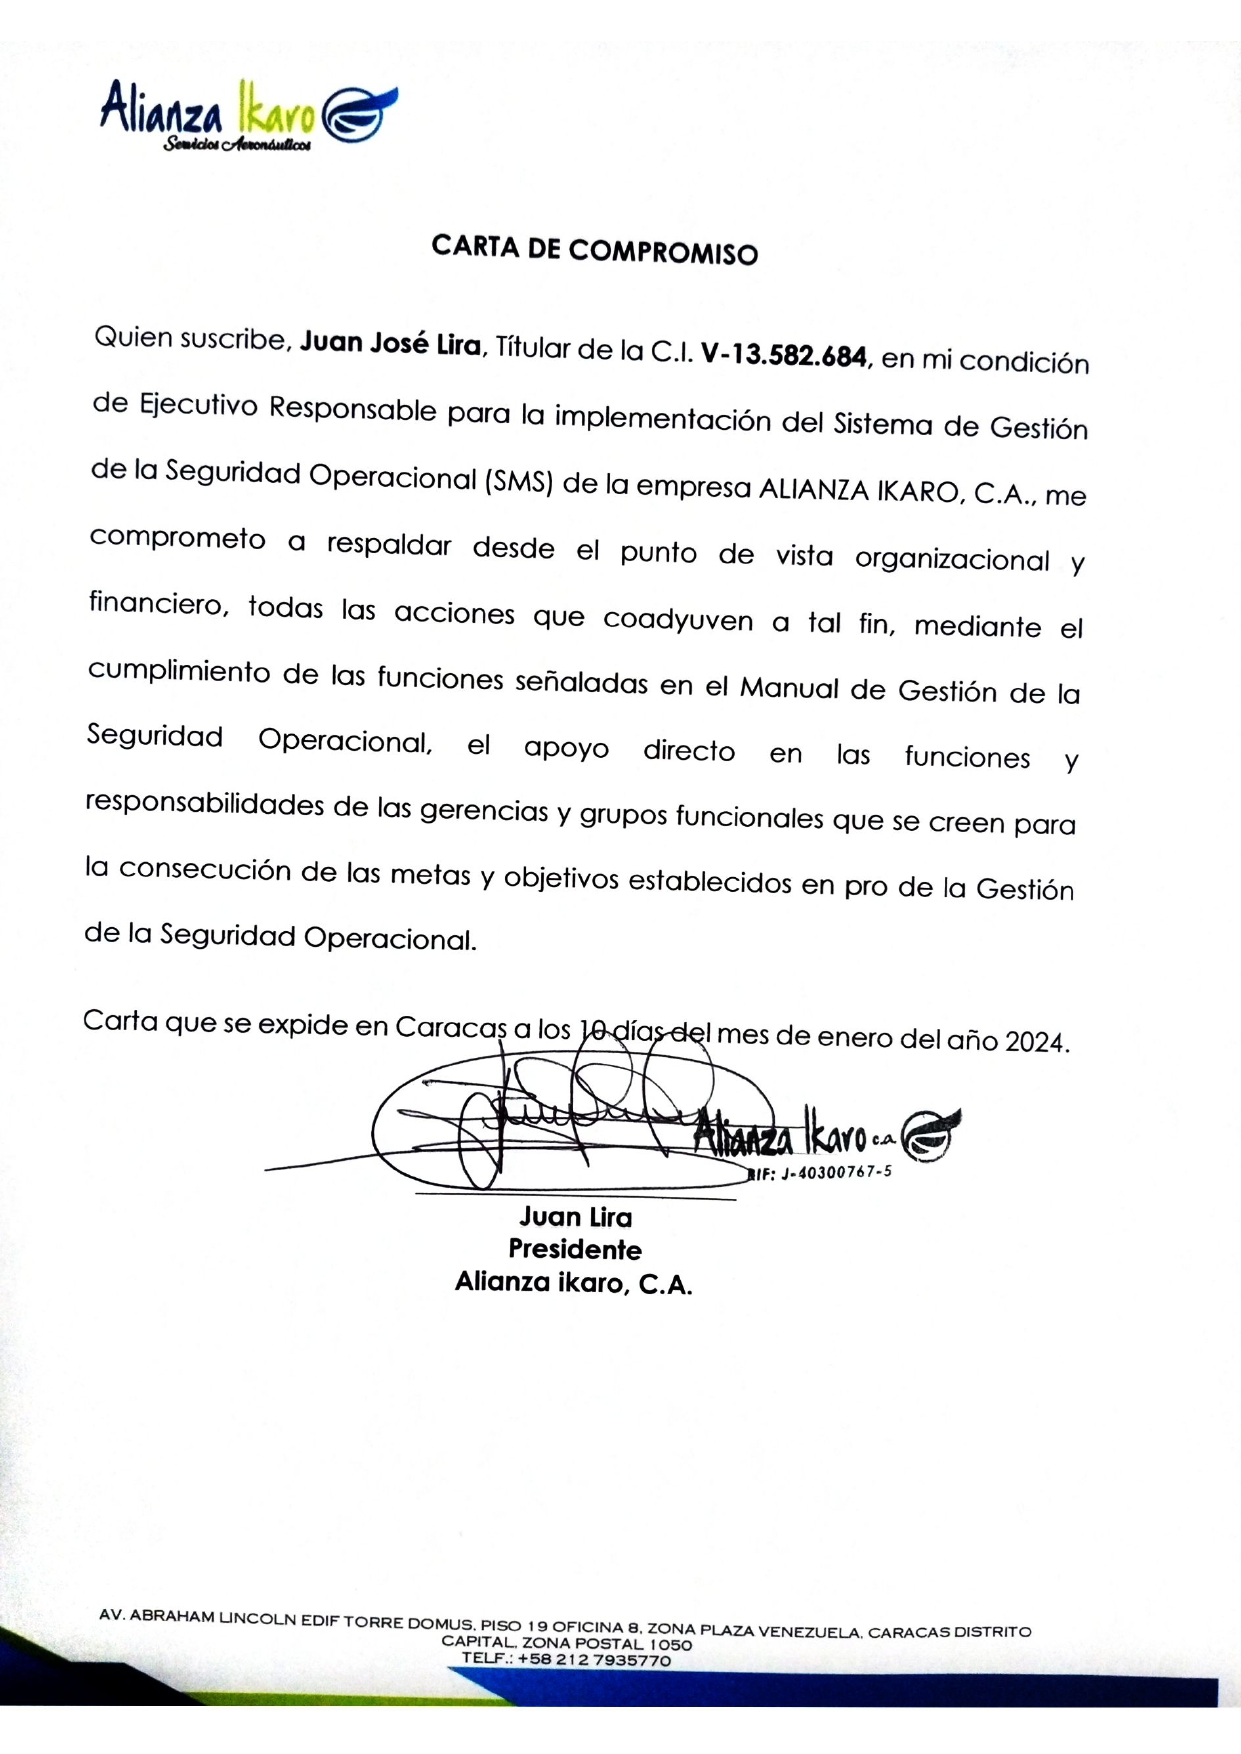 Alianza Ikaro
Servicios Aeronáuticos
CARTA DE COMPROMISO
Quien suscribe, Juan José Lira, Títular de la C.I. V-13.582.684, en mi condición
de Ejecutivo Responsable para la implementación del Sistema de Gestión
de la Seguridad Operacional (SMS) de la empresa ALIANZA IKARO, C.A., me
comprometo a respaldar desde el punto de vista organizacional y
financiero, todas las acciones que coadyuven a tal fin, mediante el
cumplimiento de las funciones señaladas en el Manual de Gestión de la
Seguridad Operacional, el apoyo directo en las funciones y
responsabilidades de las gerencias y grupos funcionales que se creen para
la consecución de las metas y objetivos establecidos en pro de la Gestión
de la Seguridad Operacional.
Carta que se expide en Caracas a los 10 días del mes de enero del año 2024.
Alianza Ikaro c.a.
RIF: J-40300767-5
Juan Lira
Presidente
Alianza ikaro, C.A.
AV. ABRAHAM LINCOLN EDIF TORRE DOMUS, PISO 19 OFICINA 8, ZONA PLAZA VENEZUELA, CARACAS DISTRITO
CAPITAL, ZONA POSTAL 1050
TELF.: +58 212 7935770